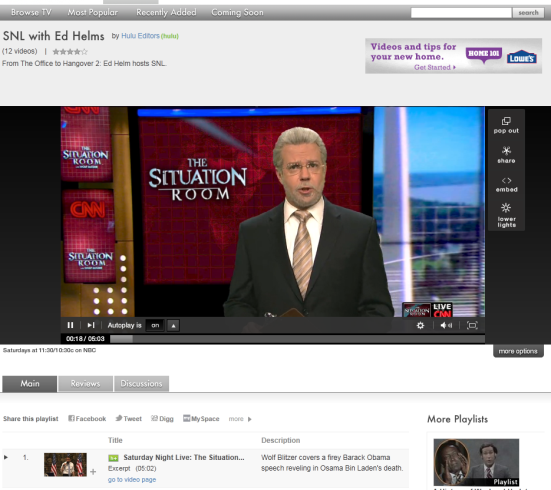 Browse TV Most Popular Recently Added Coming Soon search
SNL with Ed Helms by Hulu Editors (hulu)
(12 videos) |
From The Office to Hangover 2: Ed Helm hosts SNL.
Videos and tips for
your new home.
Get Started
HOME 101
LOWE'S
CNN
THE
SITUATION
ROOM
SITUATION
ROOM
CNN
SITUATION
ROOM
SITUATION
ROOM
LIVE
CNN
pop out
share
embed
lower
lights
Autoplay is on
00:18 / 05:03
Saturdays at 11:30/10:30c on NBC
more options
Main Reviews Discussions
Share this playlist Facebook Tweet Digg MySpace more
More Playlists
Title Description
1. Saturday Night Live: The Situation... Wolf Blitzer covers a firey Barack Obama
Excerpt (05:02) speech reveling in Osama Bin Laden's death.
go to video page
Playlist